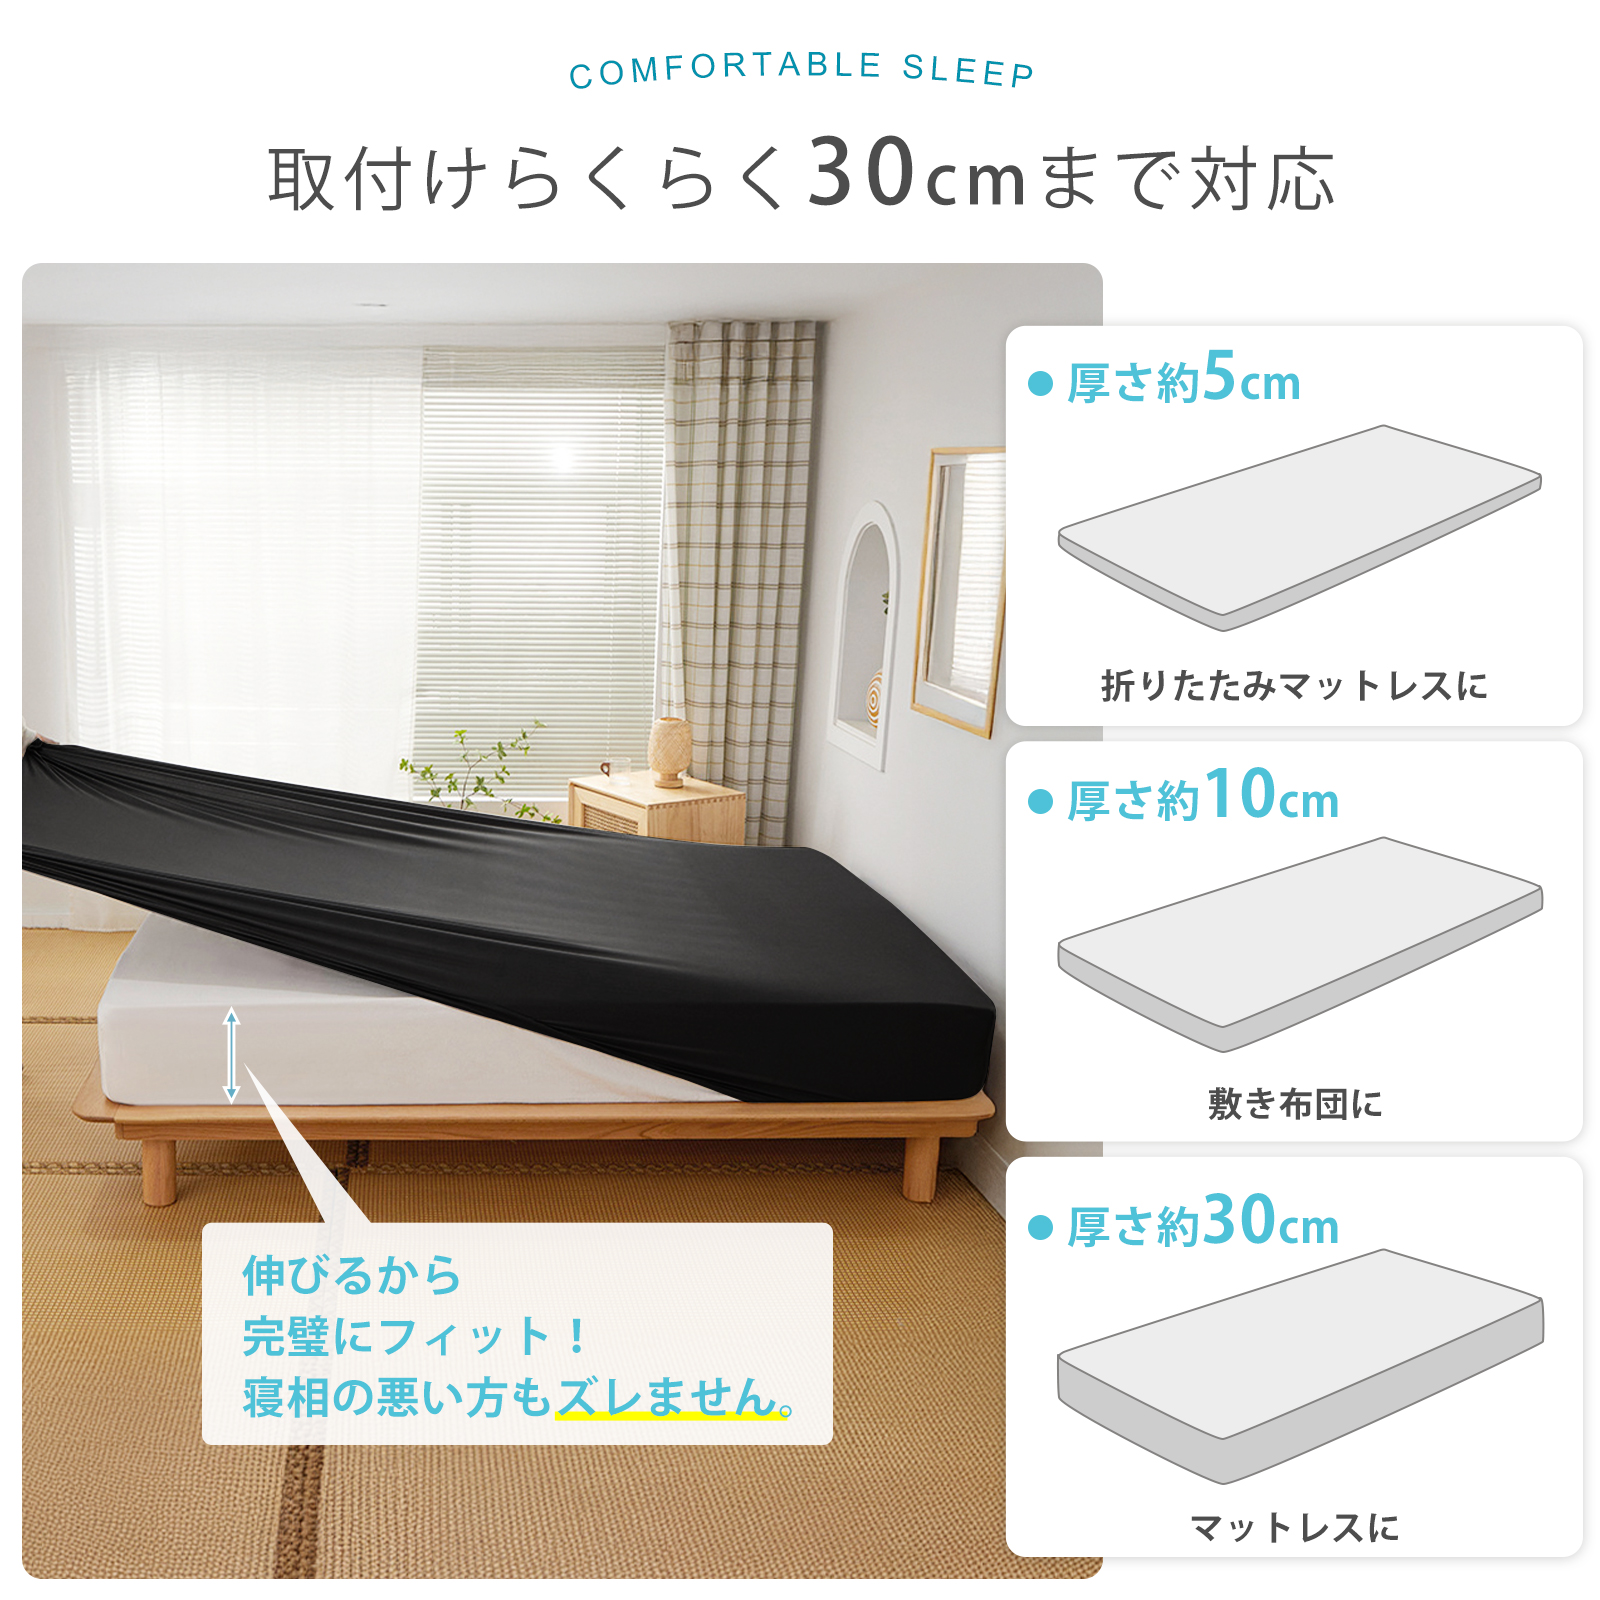 COMFORTABLE SLEEP
取付けらくらく30cmまで対応
● 厚さ約5cm
折りたたみマットレスに
● 厚さ約10cm
敷き布団に
● 厚さ約30cm
マットレスに
伸びるから
完璧にフィット！
寝相の悪い方もズレません。